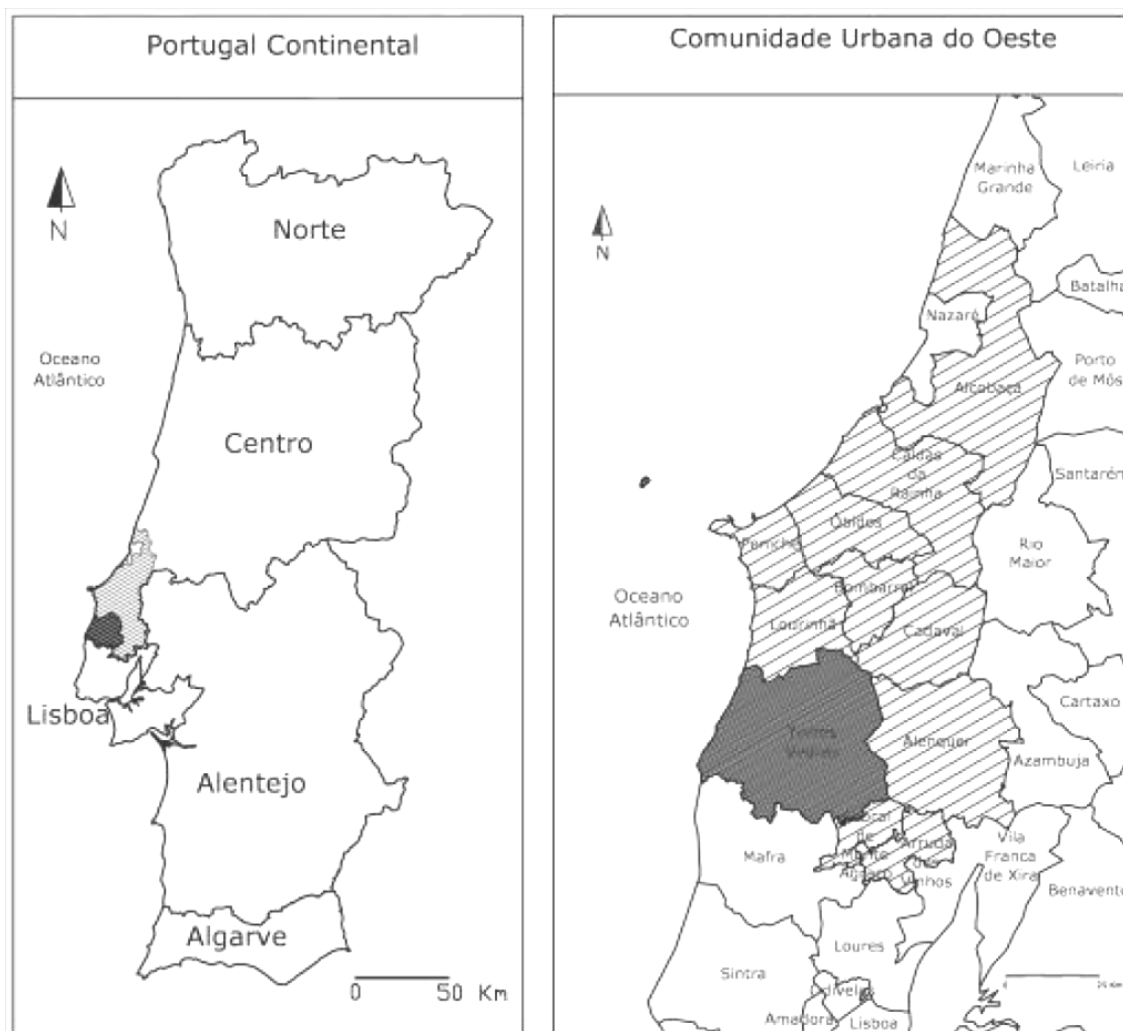 Portugal Continental
N
Norte
Oceano
Atlântico
Centro
Lisboa
Alentejo
Algarve
0 50 Km
Comunidade Urbana do Oeste
N
Marinha
Grande
Leiria
Batalha
Nazaré
Porto
de Mós
Alcobaça
Caldas
da
Rainha
Santarém
Óbidos
Peniche
Rio
Maior
Bombarral
Oceano
Atlântico
Lourinhã
Cadaval
Cartaxo
Torres
Vedras
Alenquer
Azambuja
Sobral
de
Monte
Agraço
Arruda
dos
Vinhos
Vila
Franca
de Xira
Mafra
Benavente
Loures
Sintra
Odivelas
Amadora
Lisboa